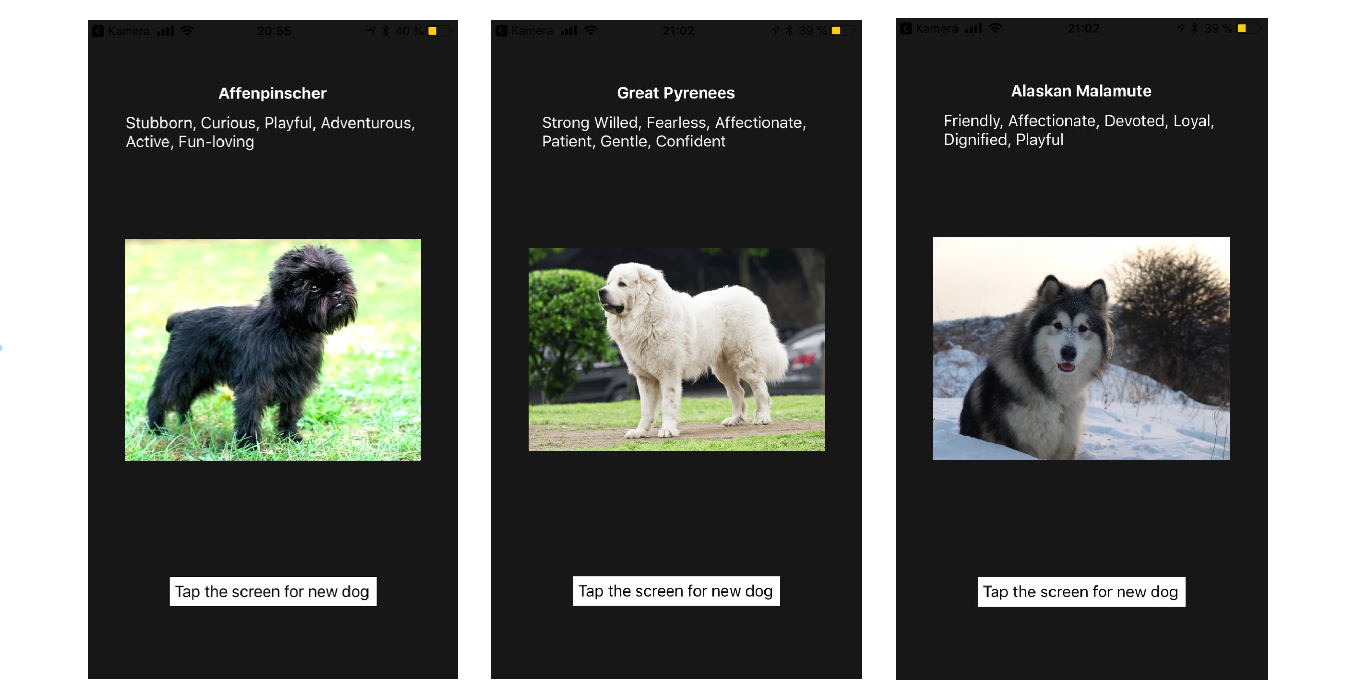 Kamera 20:55 40 %
Affenpinscher
Stubborn, Curious, Playful, Adventurous,
Active, Fun-loving
Tap the screen for new dog
Kamera 21:02 39 %
Great Pyrenees
Strong Willed, Fearless, Affectionate,
Patient, Gentle, Confident
Tap the screen for new dog
Kamera 21:02 39 %
Alaskan Malamute
Friendly, Affectionate, Devoted, Loyal,
Dignified, Playful
Tap the screen for new dog